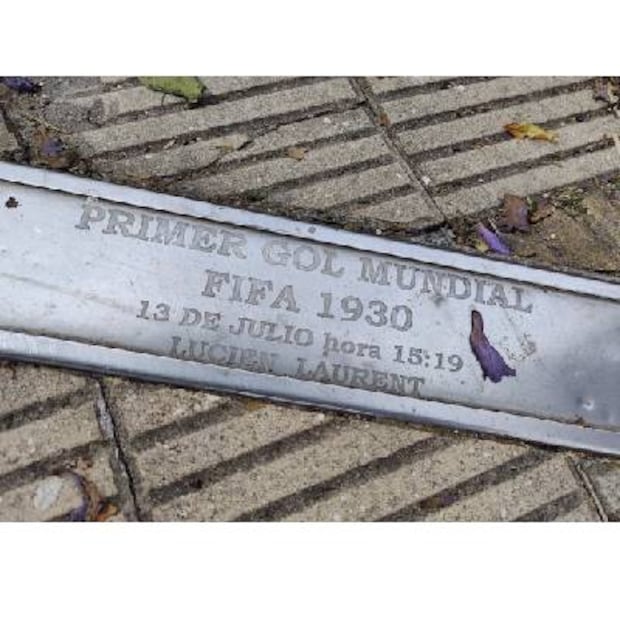 PRIMER GOL MUNDIAL
FIFA 1930
13 DE JULIO hora 15:19
LUCIEN LAURENT